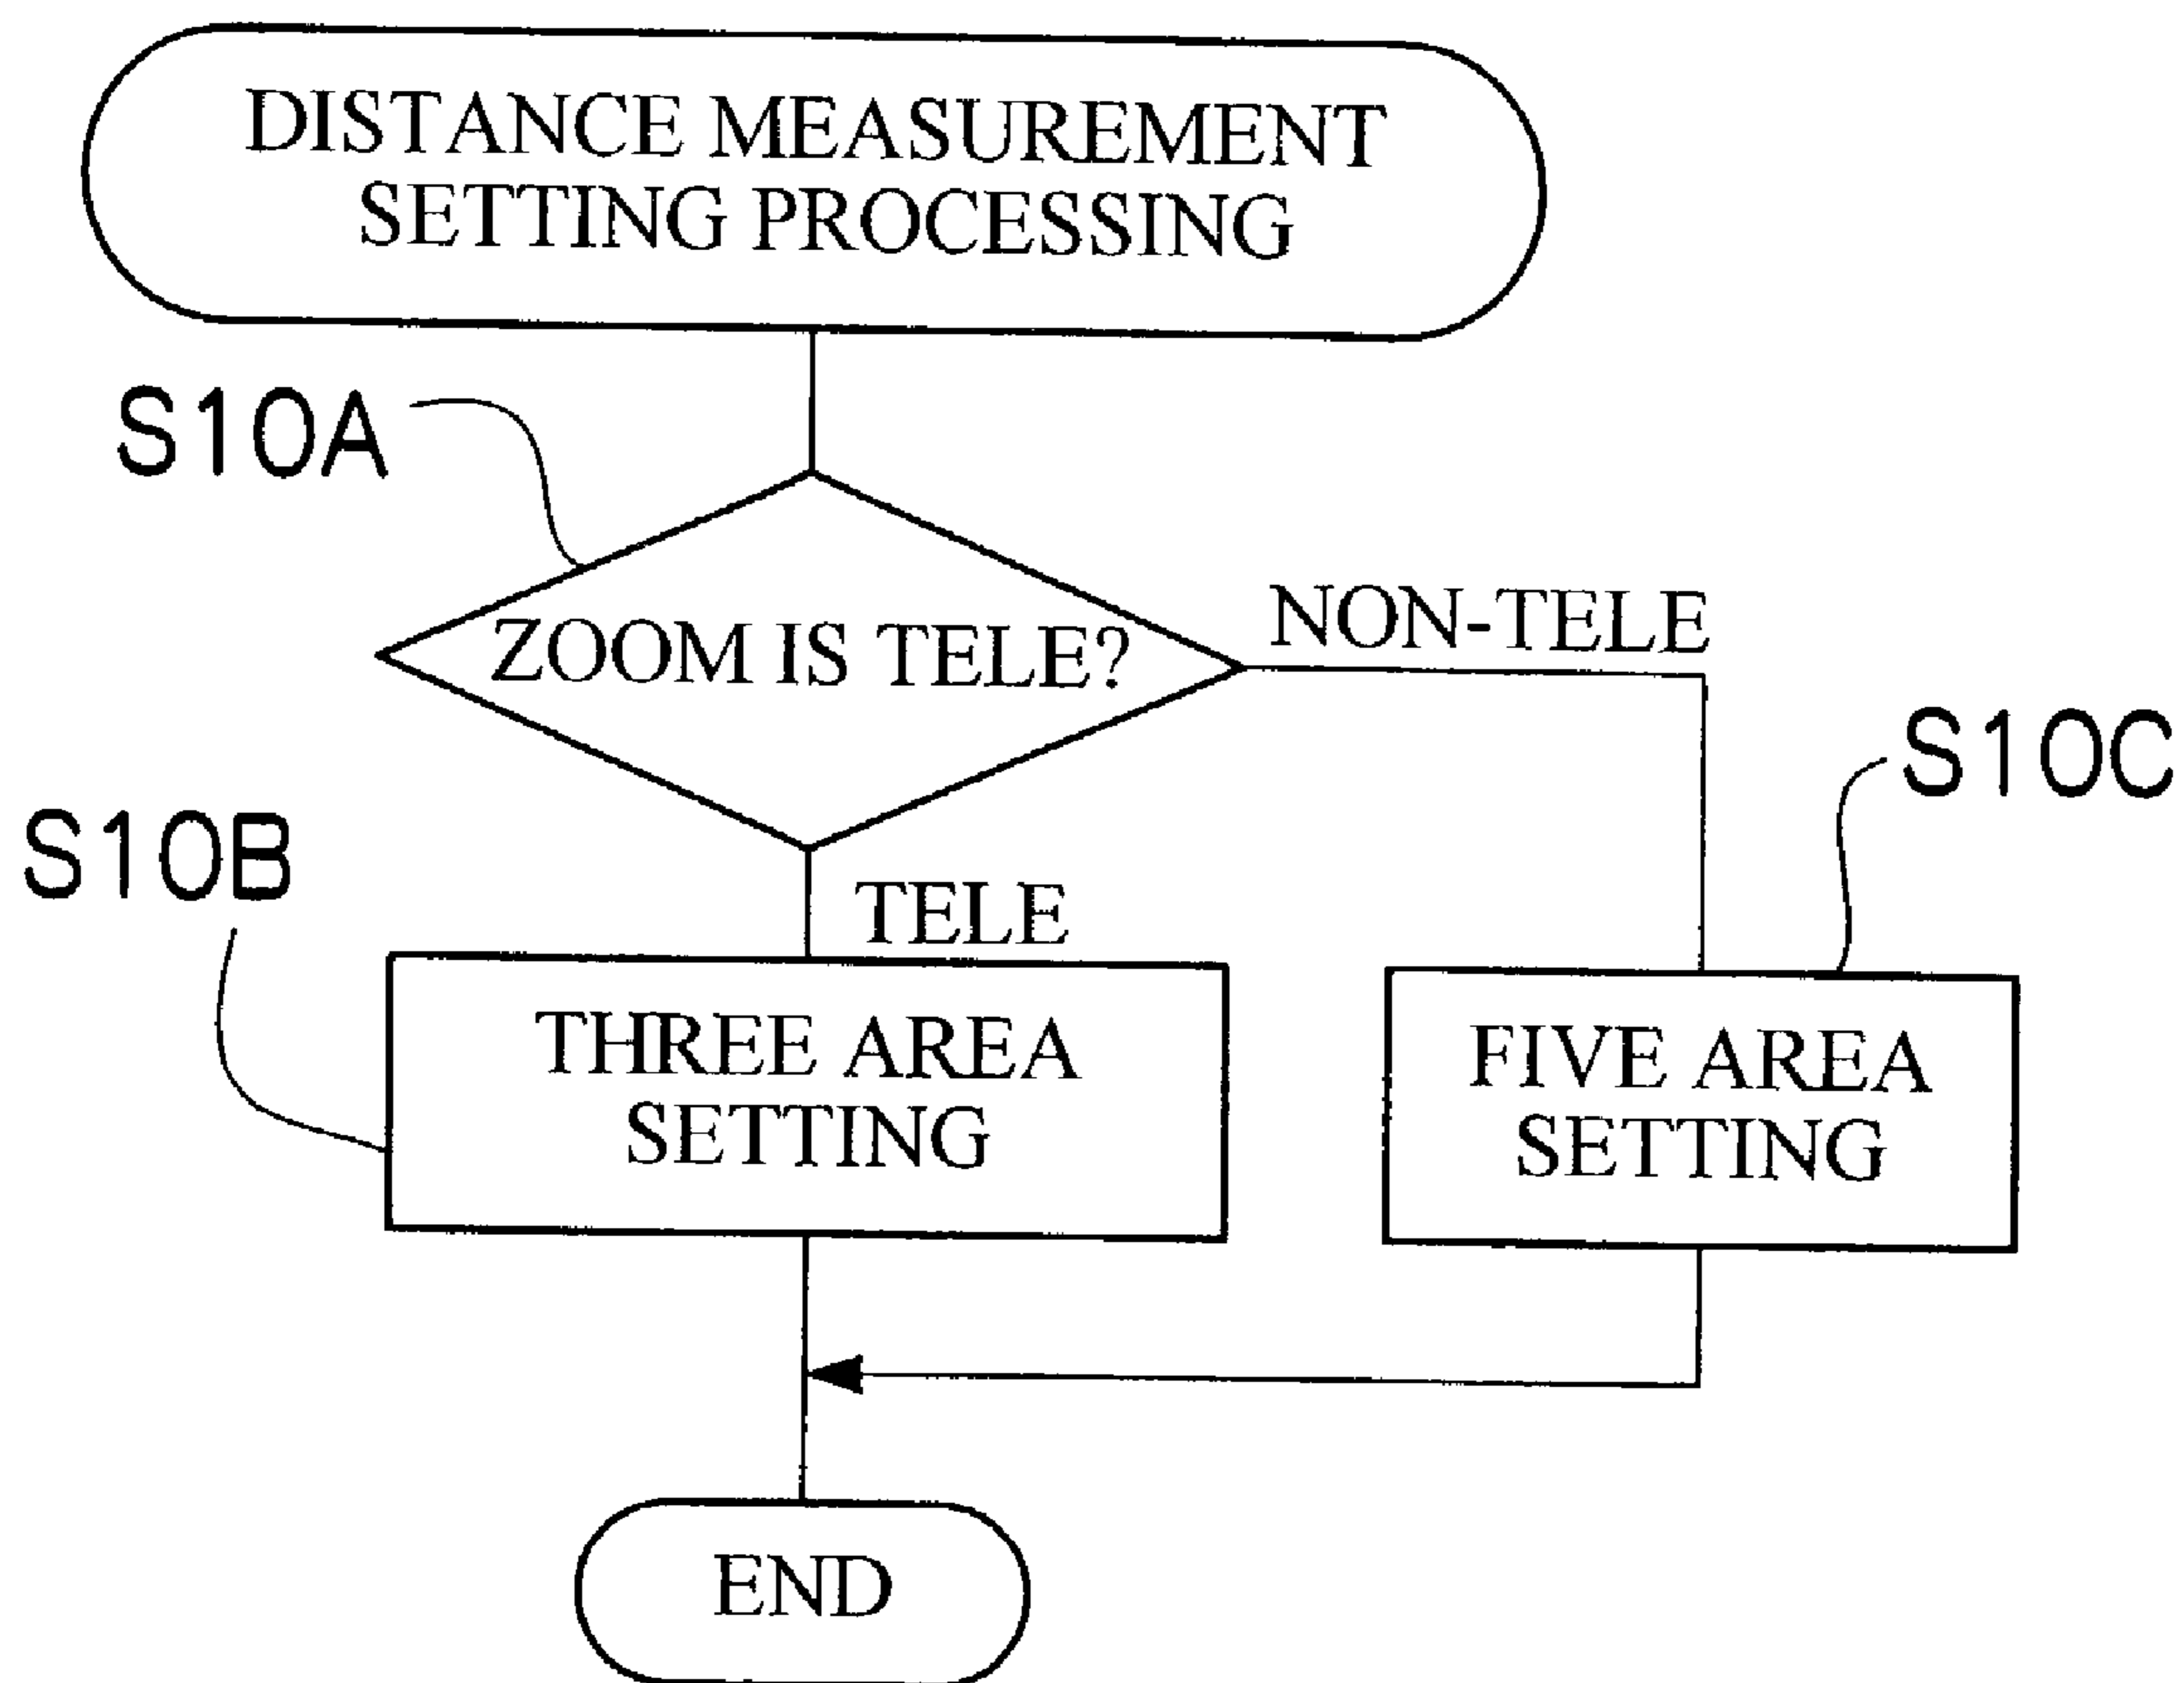 DISTANCE MEASUREMENT
SETTING PROCESSING
S10A
ZOOM IS TELE?
NON-TELE
S10C
S10B
TELE
THREE AREA
SETTING
FIVE AREA
SETTING
END